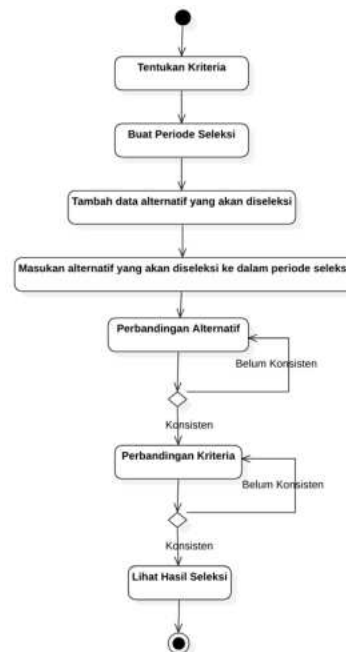 Tentukan Kriteria
Buat Periode Seleksi
Tambah data alternatif yang akan diseleksi
Masukan alternatif yang akan diseleksi ke dalam periode seleks
Perbandingan Alternatif
Belum Konsisten
Konsisten
Perbandingan Kriteria
Belum Konsisten
Konsisten
Lihat Hasil Seleksi